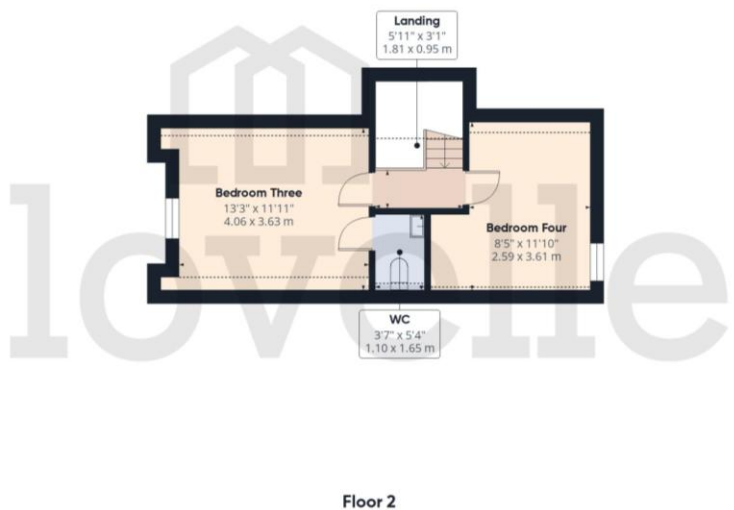 Landing
5'11" x 3'1"
1.81 x 0.95 m
Bedroom Three
13'3" x 11'11"
4.06 x 3.63 m
Bedroom Four
8'5" x 11'10"
2.59 x 3.61 m
WC
3'7" x 5'4"
1.10 x 1.65 m
lovelle
Floor 2